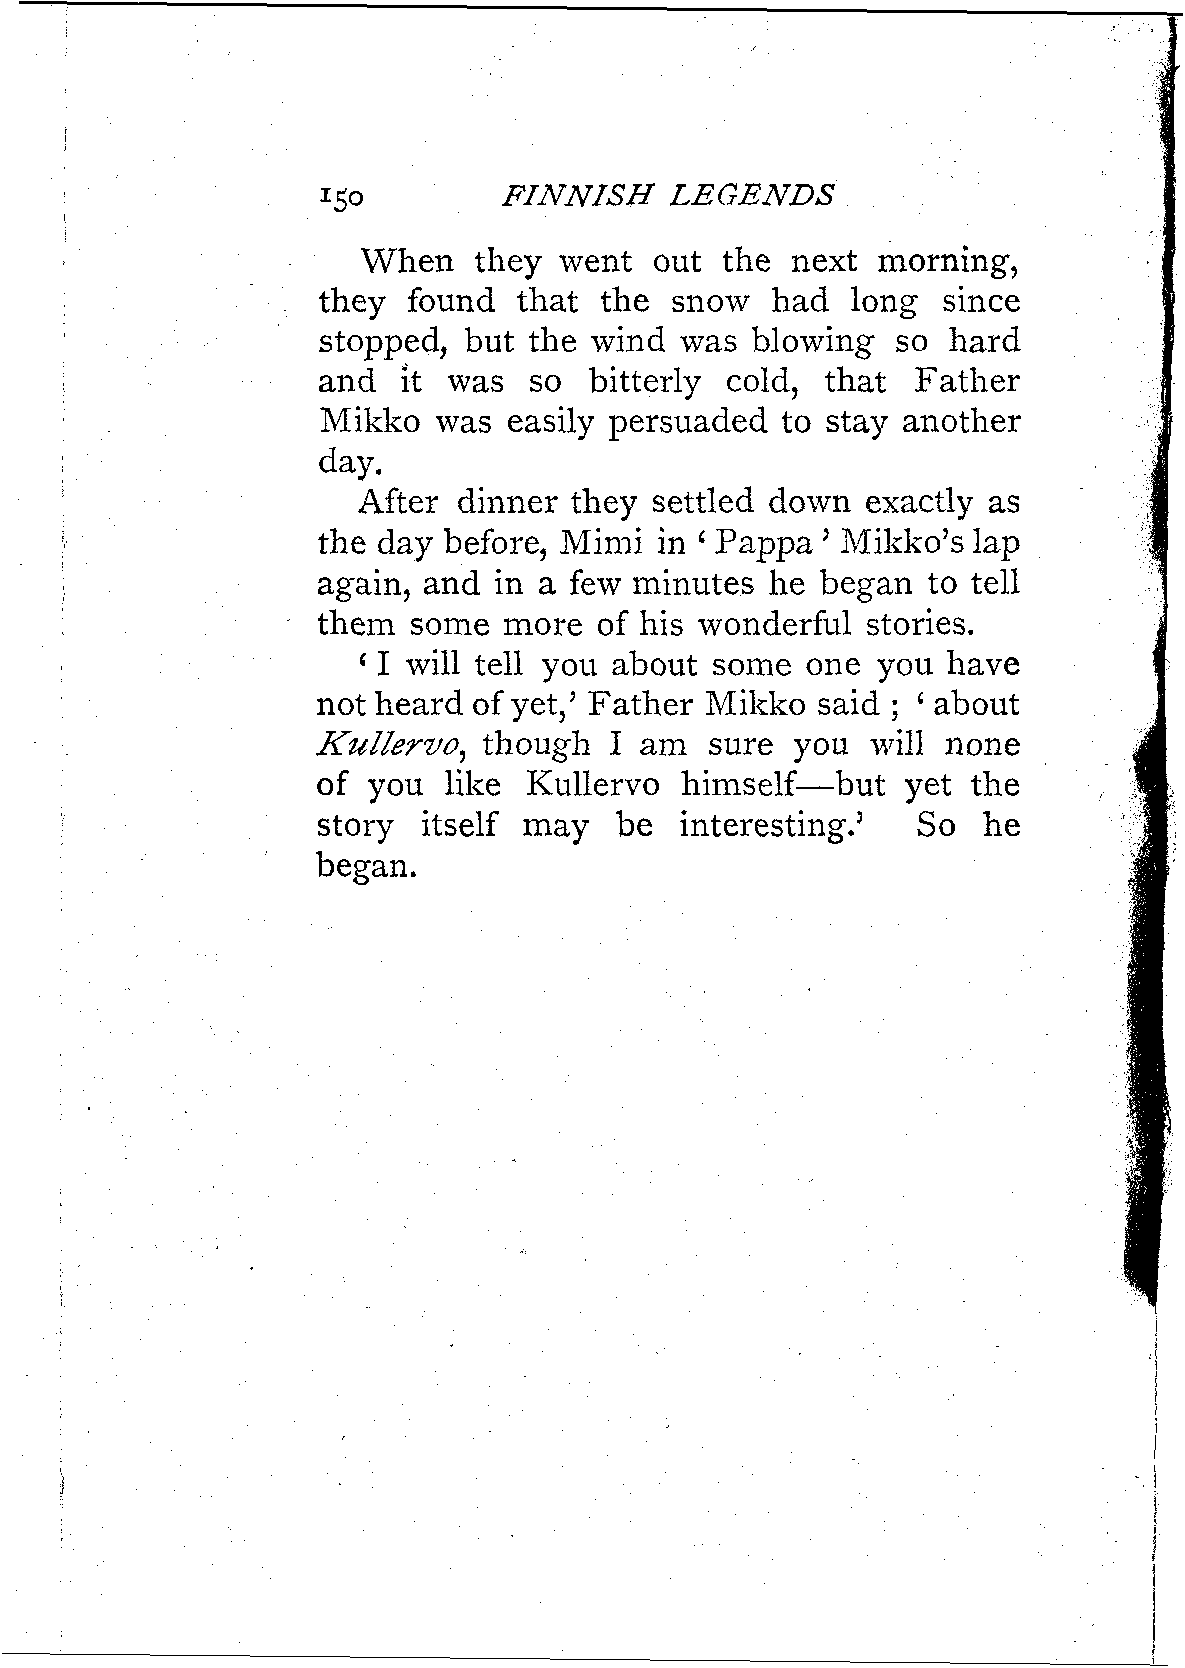 150 FINNISH LEGENDS
When they went out the next morning,
they found that the snow had long since
stopped, but the wind was blowing so hard
and it was so bitterly cold, that Father
Mikko was easily persuaded to stay another
day.
After dinner they settled down exactly as
the day before, Mimi in ‘ Pappa ’ Mikko’s lap
again, and in a few minutes he began to tell
them some more of his wonderful stories.
‘ I will tell you about some one you have
not heard of yet,’ Father Mikko said ; ‘ about
Kullervo, though I am sure you will none
of you like Kullervo himself—but yet the
story itself may be interesting.’ So he
began.